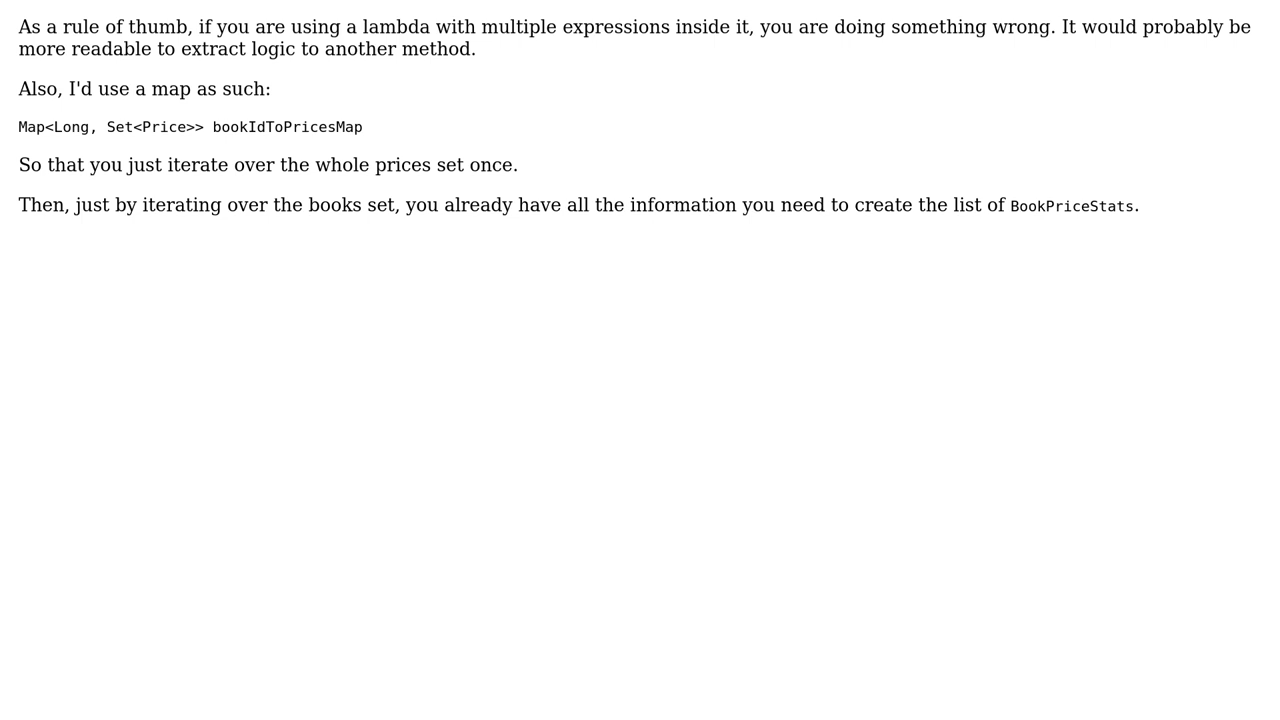 As a rule of thumb, if you are using a lambda with multiple expressions inside it, you are doing something wrong. It would probably be
more readable to extract logic to another method.
Also, I'd use a map as such:
Map<Long, Set<Price>> bookIdToPricesMap
So that you just iterate over the whole prices set once.
Then, just by iterating over the books set, you already have all the information you need to create the list of BookPriceStats.